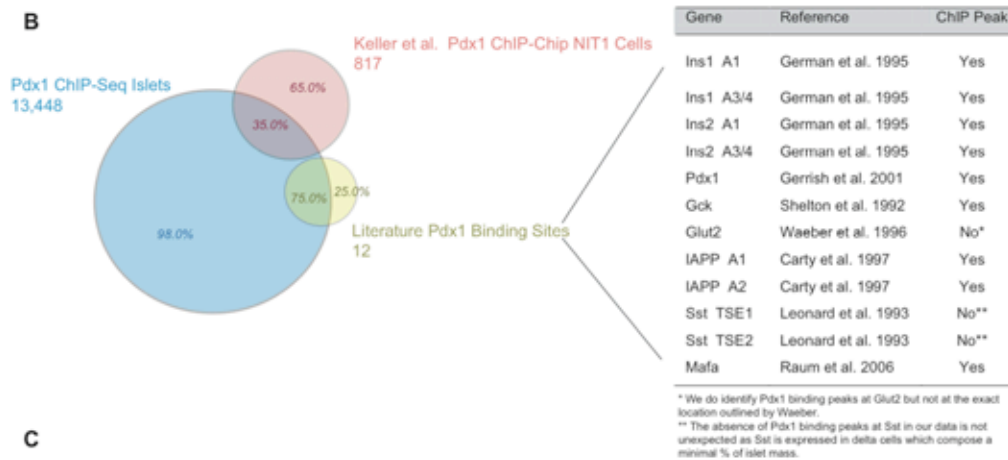 B
Keller et al. Pdx1 ChIP-Chip NIT1 Cells
817
Pdx1 ChIP-Seq Islets
13,448
65.0%
35.0%
75.0%
25.0%
98.0%
Literature Pdx1 Binding Sites
12
Gene Reference ChIP Peak
Ins1 A1 German et al. 1995 Yes
Ins1 A3/4 German et al. 1995 Yes
Ins2 A1 German et al. 1995 Yes
Ins2 A3/4 German et al. 1995 Yes
Pdx1 Gerrish et al. 2001 Yes
Gck Shelton et al. 1992 Yes
Glut2 Waeber et al. 1996 No*
IAPP A1 Carty et al. 1997 Yes
IAPP A2 Carty et al. 1997 Yes
Sst TSE1 Leonard et al. 1993 No**
Sst TSE2 Leonard et al. 1993 No**
Mafa Raum et al. 2006 Yes
* We do identify Pdx1 binding peaks at Glut2 but not at the exact
location outlined by Waeber.
** The absence of Pdx1 binding peaks at Sst in our data is not
unexpected as Sst is expressed in delta cells which compose a
minimal % of islet mass.
C